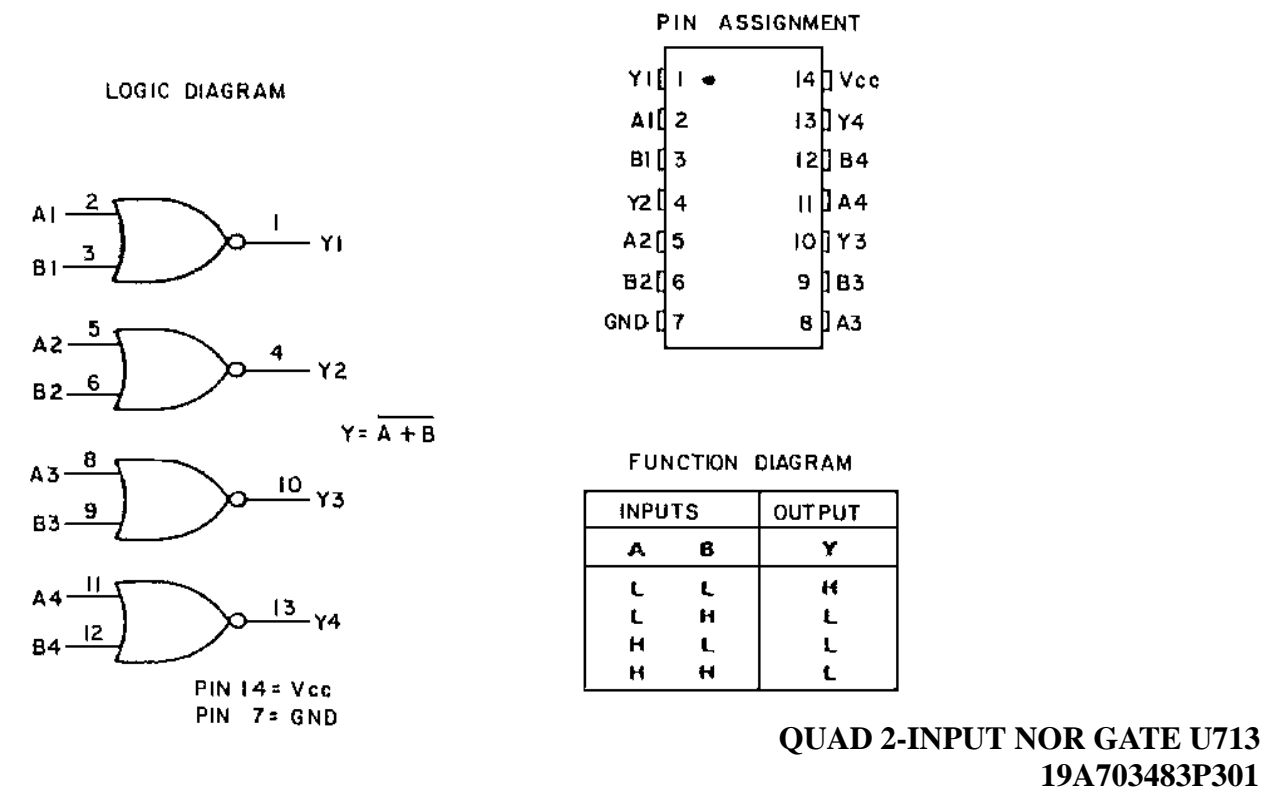 LOGIC DIAGRAM
A1 2
B1 3
1 Y1
A2 5
B2 6
4 Y2
Y = A + B
A3 8
B3 9
10 Y3
A4 11
B4 12
13 Y4
PIN 14 = Vcc
PIN 7 = GND
PIN ASSIGNMENT
Y1 1 14 Vcc
A1 2 13 Y4
B1 3 12 B4
Y2 4 11 A4
A2 5 10 Y3
B2 6 9 B3
GND 7 8 A3
FUNCTION DIAGRAM
INPUTS OUTPUT
A B Y
L L H
L H L
H L L
H H L
QUAD 2-INPUT NOR GATE U713
19A703483P301